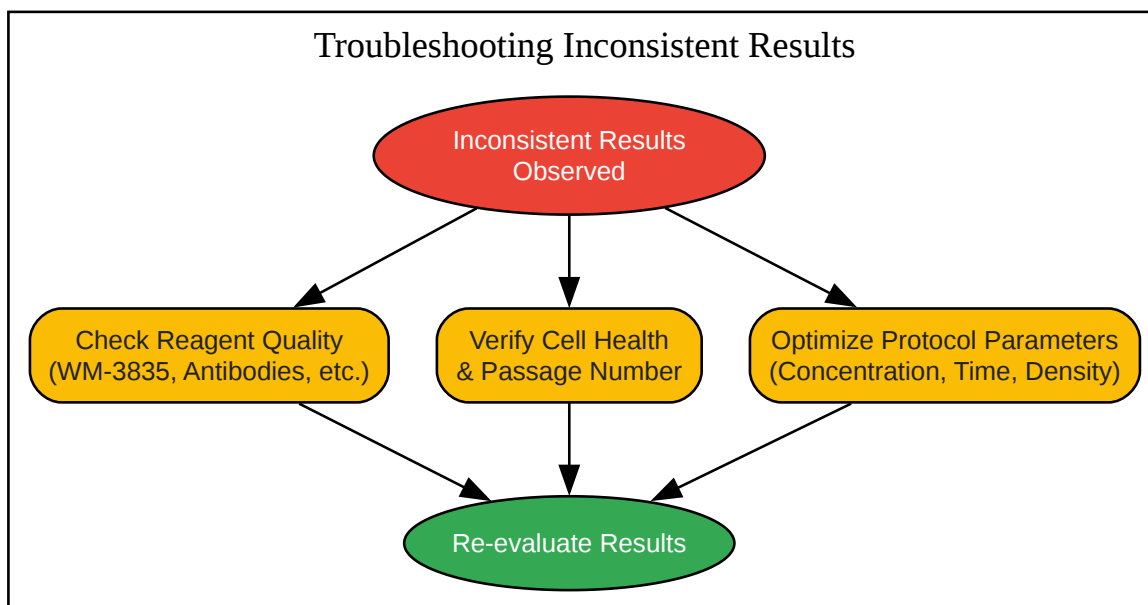 Troubleshooting Inconsistent Results
Inconsistent Results
Observed
Check Reagent Quality
(WM-3835, Antibodies, etc.)
Verify Cell Health
& Passage Number
Optimize Protocol Parameters
(Concentration, Time, Density)
Re-evaluate Results